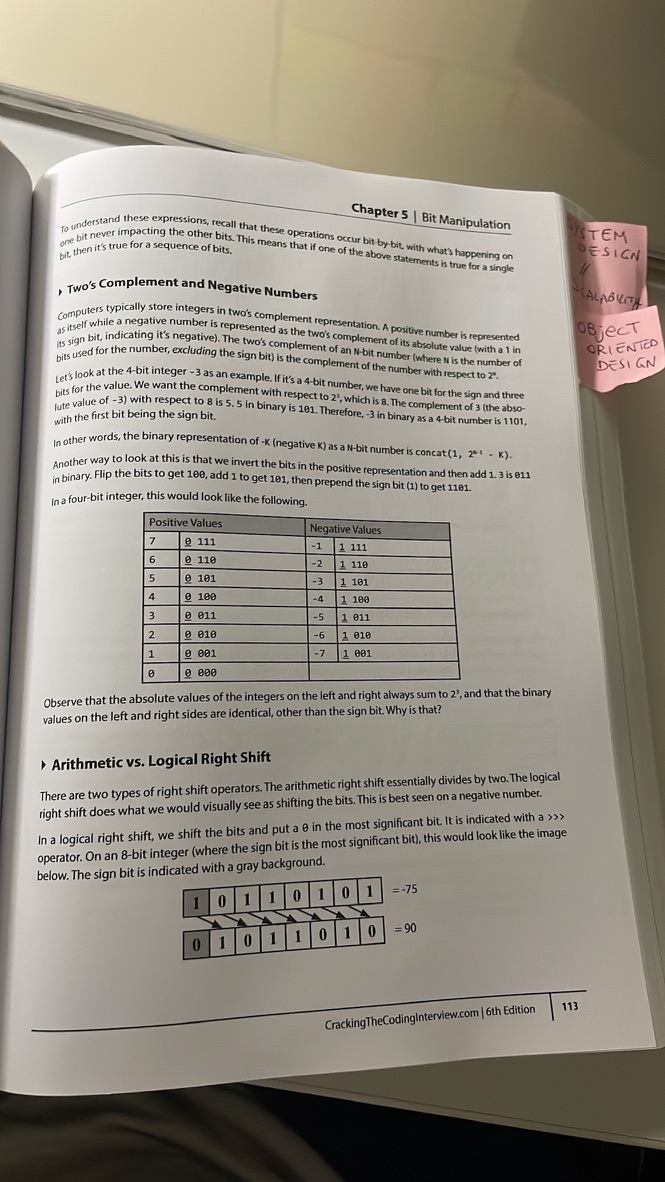 Chapter 5 | Bit Manipulation
To understand these expressions, recall that these operations occur bit-by-bit, with what's happening on
one bit never impacting the other bits. This means that if one of the above statements is true for a single
bit, then it's true for a sequence of bits.
▸ Two's Complement and Negative Numbers
Computers typically store integers in two's complement representation. A positive number is represented
as itself while a negative number is represented as the two's complement of its absolute value (with a 1 in
its sign bit, indicating it's negative). The two's complement of an N-bit number (where N is the number of
bits used for the number, excluding the sign bit) is the complement of the number with respect to 2ᴺ.
Let's look at the 4-bit integer -3 as an example. If it's a 4-bit number, we have one bit for the sign and three
bits for the value. We want the complement with respect to 2³, which is 8. The complement of 3 (the abso-
lute value of -3) with respect to 8 is 5. 5 in binary is 101. Therefore, -3 in binary as a 4-bit number is 1101,
with the first bit being the sign bit.
In other words, the binary representation of -K (negative K) as a N-bit number is concat(1, 2ᴺ⁻¹ - K).
Another way to look at this is that we invert the bits in the positive representation and then add 1. 3 is 011
in binary. Flip the bits to get 100, add 1 to get 101, then prepend the sign bit (1) to get 1101.
In a four-bit integer, this would look like the following.
Positive Values Negative Values
7 0 111 -1 1 111
6 0 110 -2 1 110
5 0 101 -3 1 101
4 0 100 -4 1 100
3 0 011 -5 1 011
2 0 010 -6 1 010
1 0 001 -7 1 001
0 0 000
Observe that the absolute values of the integers on the left and right always sum to 2³, and that the binary
values on the left and right sides are identical, other than the sign bit. Why is that?
▸ Arithmetic vs. Logical Right Shift
There are two types of right shift operators. The arithmetic right shift essentially divides by two. The logical
right shift does what we would visually see as shifting the bits. This is best seen on a negative number.
In a logical right shift, we shift the bits and put a 0 in the most significant bit. It is indicated with a >>>
operator. On an 8-bit integer (where the sign bit is the most significant bit), this would look like the image
below. The sign bit is indicated with a gray background.
1 0 1 1 0 1 0 1 = -75
0 1 0 1 1 0 1 0 = 90
CrackingTheCodingInterview.com | 6th Edition 113
SYSTEM
DESIGN
//
SCALABILITY
OBJECT
ORIENTED
DESIGN